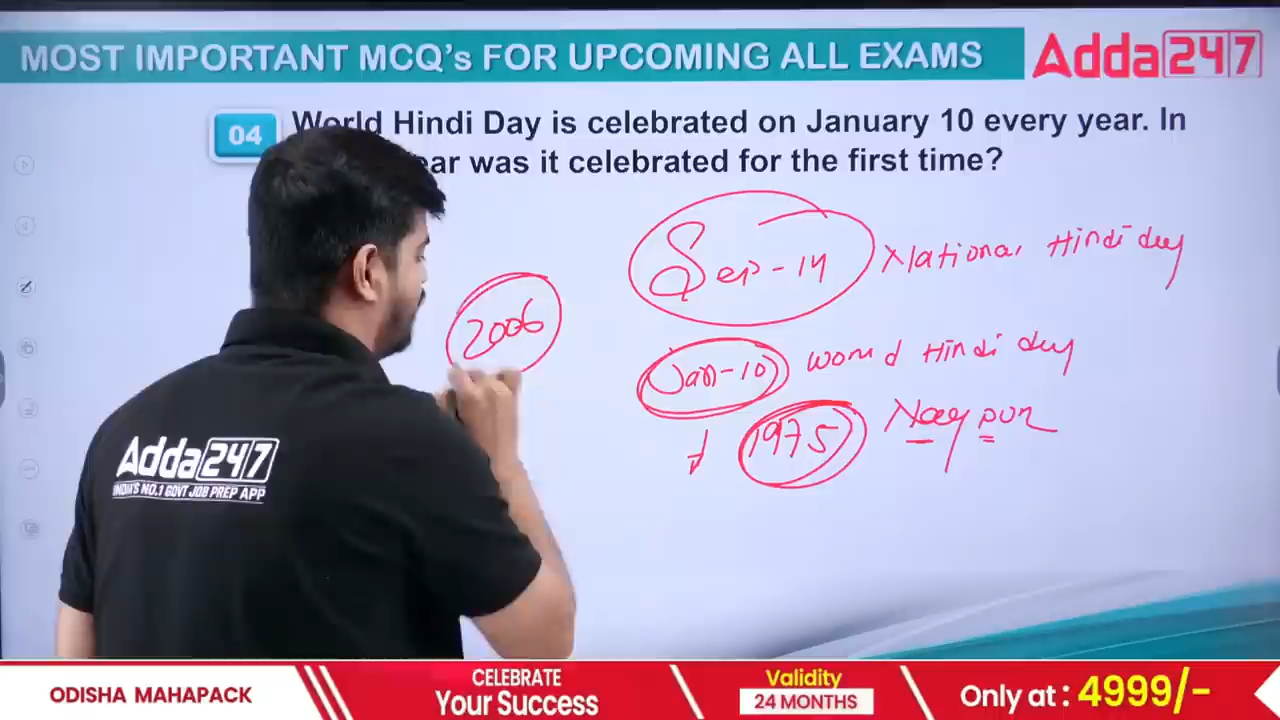 MOST IMPORTANT MCQ's FOR UPCOMING ALL EXAMS
Adda247
04
World Hindi Day is celebrated on January 10 every year. In
ear was it celebrated for the first time?
Sep-14 National Hindi day
2006
Jan-10 World Hindi day
1975 Nagpur
Adda247
INDIA'S NO.1 GOVT JOB PREP APP
ODISHA MAHAPACK
CELEBRATE
Your Success
Validity
24 MONTHS
Only at : 4999/-